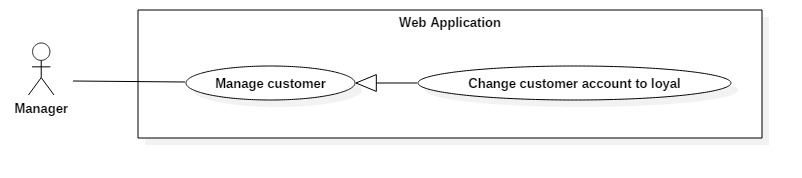 Web Application
Manage customer
Change customer account to loyal
Manager